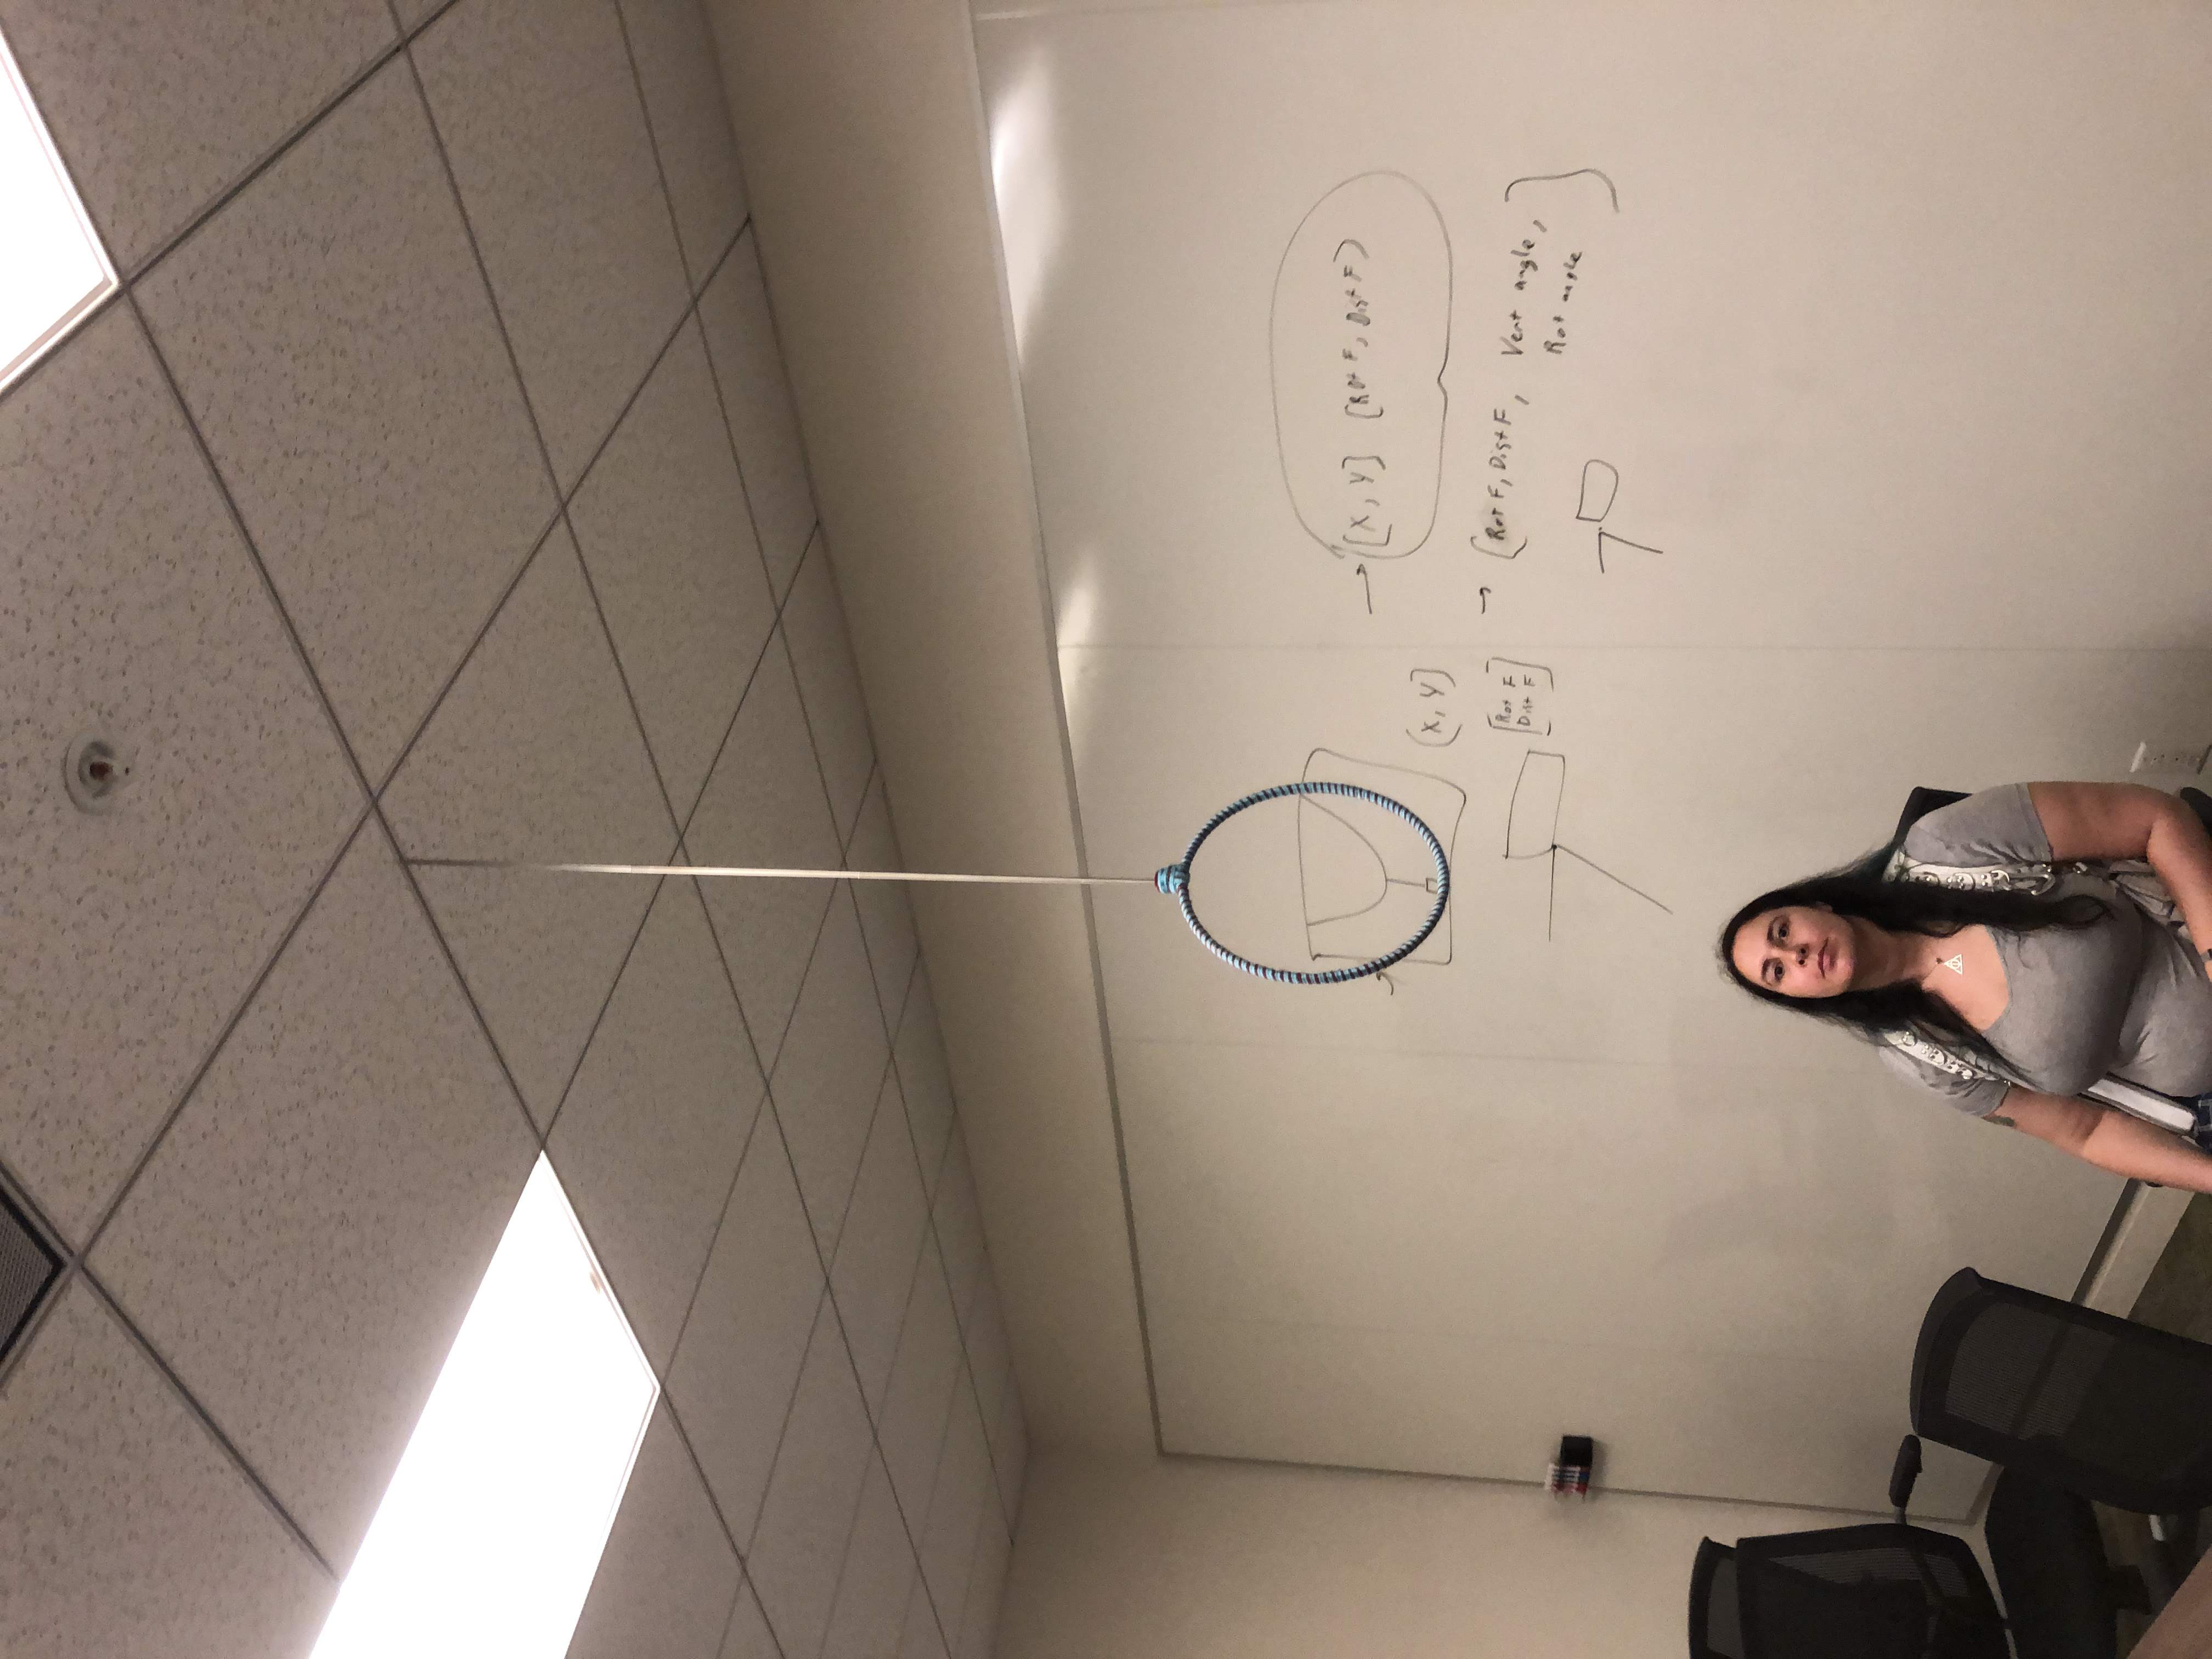 [X, Y] [Rot F, Dist F]
(X, Y]
[Rot F
Dist F]
[Rot F, Dist F, Vert angle,
Rot angle]